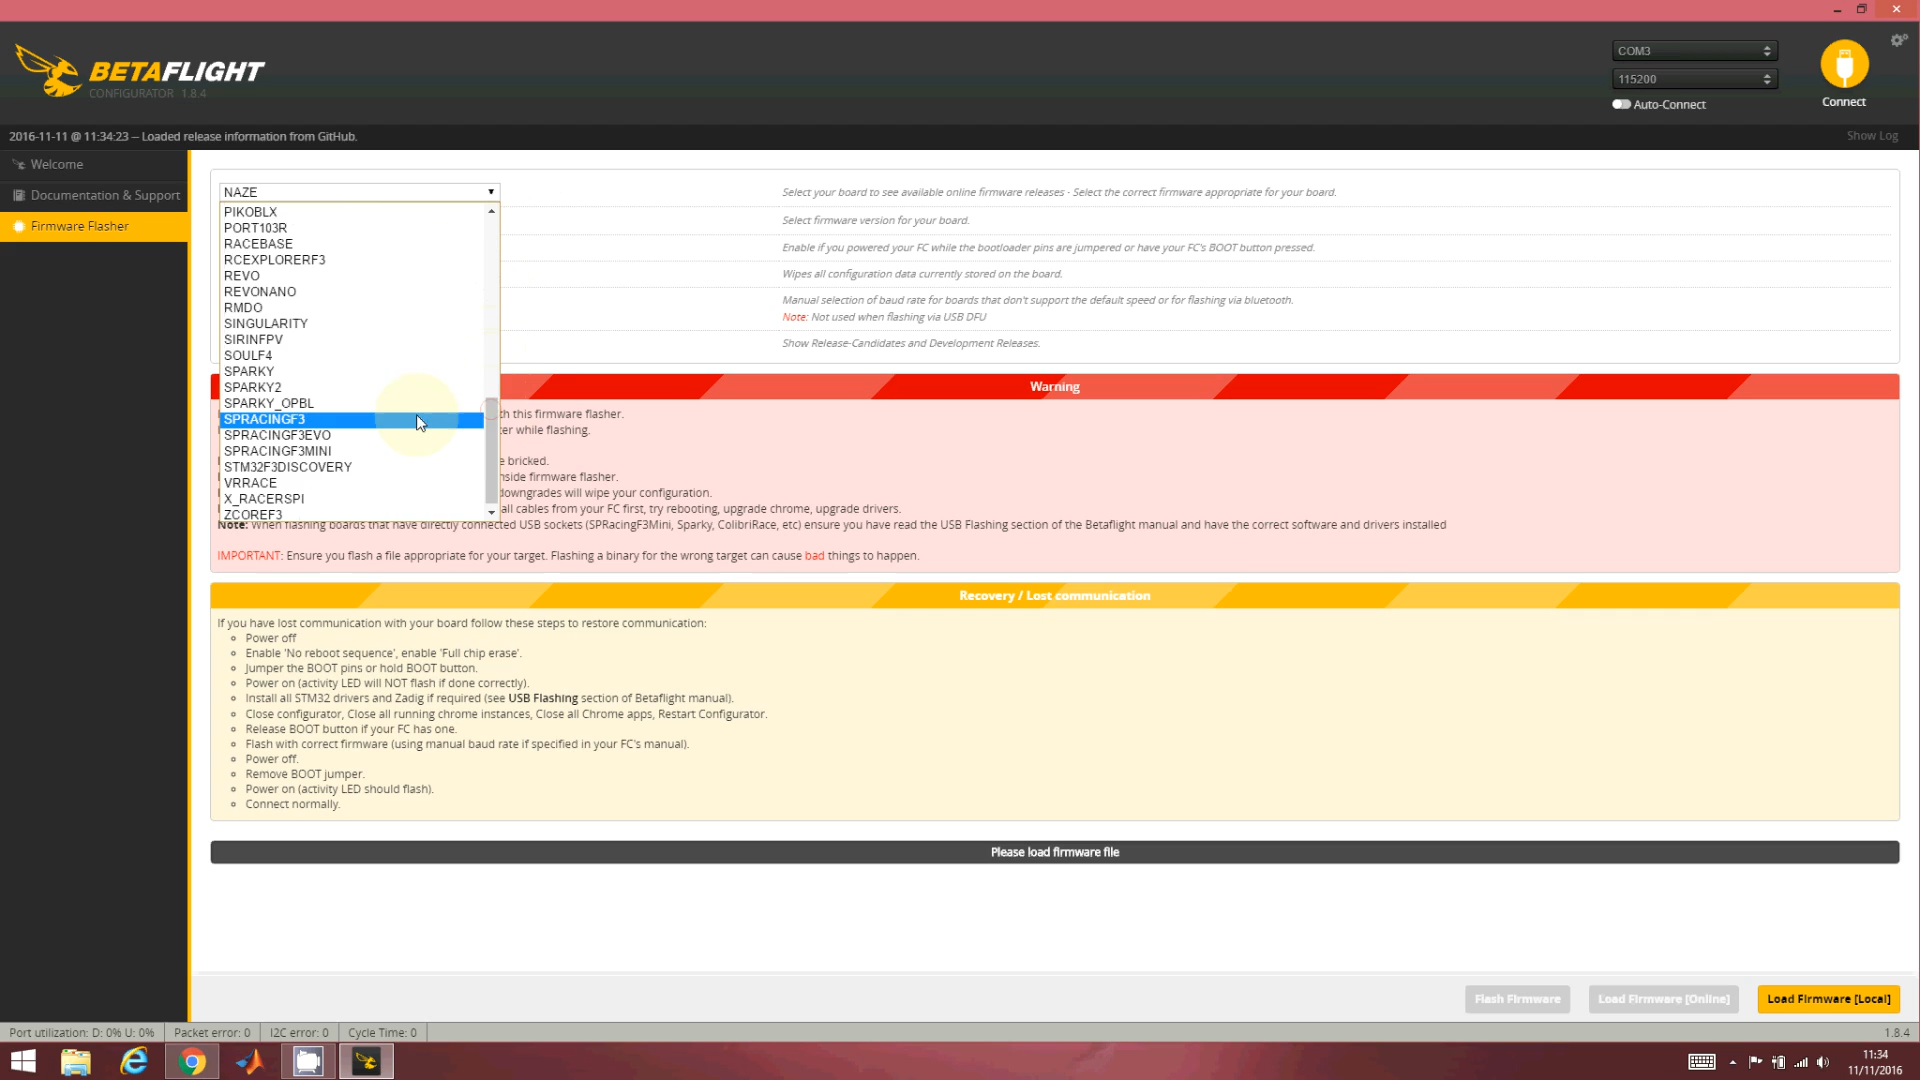 BETAFLIGHT
CONFIGURATOR 1.8.4
COM3
115200
Auto-Connect
Connect
2016-11-11 @ 11:34:23 -- Loaded release information from GitHub.
Show Log
Welcome
Documentation & Support
Firmware Flasher
NAZE
Select your board to see available online firmware releases - Select the correct firmware appropriate for your board.
Select firmware version for your board.
Enable if you powered your FC while the bootloader pins are jumpered or have your FC's BOOT button pressed.
Wipes all configuration data currently stored on the board.
Manual selection of baud rate for boards that don't support the default speed or for flashing via bluetooth.
Note: Not used when flashing via USB DFU
Show Release-Candidates and Development Releases.
PIKOBLX
PORT103R
RACEBASE
RCEXPLORERF3
REVO
REVONANO
RMDO
SINGULARITY
SIRINFPV
SOULF4
SPARKY
SPARKY2
SPARKY_OPBL
SPRACINGF3
SPRACINGF3EVO
SPRACINGF3MINI
STM32F3DISCOVERY
VRRACE
X_RACERSPI
ZCOREF3
Warning
this firmware flasher.
while flashing.
bricked.
firmware flasher.
downgrades will wipe your configuration.
all cables from your FC first, try rebooting, upgrade chrome, upgrade drivers.
Note: When flashing boards that have directly connected USB sockets (SPRacingF3Mini, Sparky, ColibriRace, etc) ensure you have read the USB Flashing section of the Betaflight manual and have the correct software and drivers installed
IMPORTANT: Ensure you flash a file appropriate for your target. Flashing a binary for the wrong target can cause bad things to happen.
Recovery / Lost communication
If you have lost communication with your board follow these steps to restore communication:
Power off
Enable 'No reboot sequence', enable 'Full chip erase'.
Jumper the BOOT pins or hold BOOT button.
Power on (activity LED will NOT flash if done correctly).
Install all STM32 drivers and Zadig if required (see USB Flashing section of Betaflight manual).
Close configurator, Close all running chrome instances, Close all Chrome apps, Restart Configurator.
Release BOOT button if your FC has one.
Flash with correct firmware (using manual baud rate if specified in your FC's manual).
Power off.
Remove BOOT jumper.
Power on (activity LED should flash).
Connect normally.
Please load firmware file
Flash Firmware
Load Firmware [Online]
Load Firmware [Local]
Port utilization: D: 0% U: 0%
Packet error: 0
I2C error: 0
Cycle Time: 0
1.8.4
11:34
11/11/2016